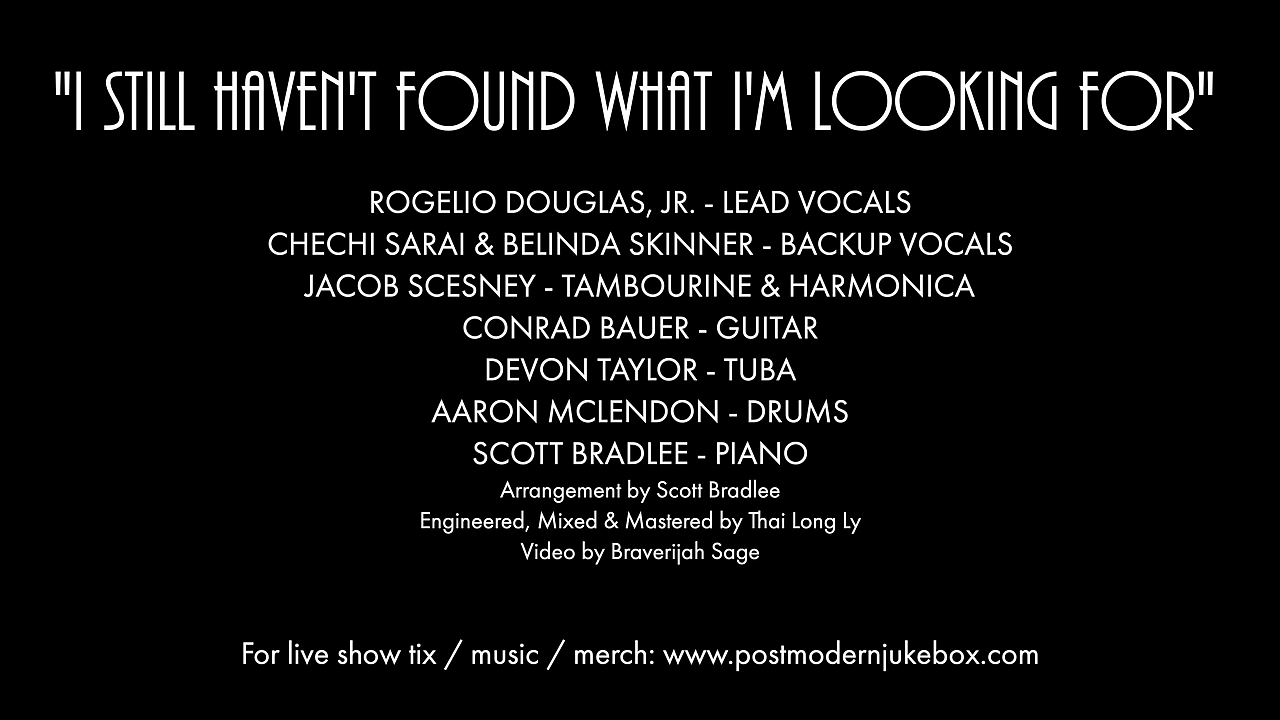 "I STILL HAVEN'T FOUND WHAT I'M LOOKING FOR"
ROGELIO DOUGLAS, JR. - LEAD VOCALS
CHECHI SARAI & BELINDA SKINNER - BACKUP VOCALS
JACOB SCESNEY - TAMBOURINE & HARMONICA
CONRAD BAUER - GUITAR
DEVON TAYLOR - TUBA
AARON MCLENDON - DRUMS
SCOTT BRADLEE - PIANO
Arrangement by Scott Bradlee
Engineered, Mixed & Mastered by Thai Long Ly
Video by Braverijah Sage
For live show tix / music / merch: www.postmodernjukebox.com